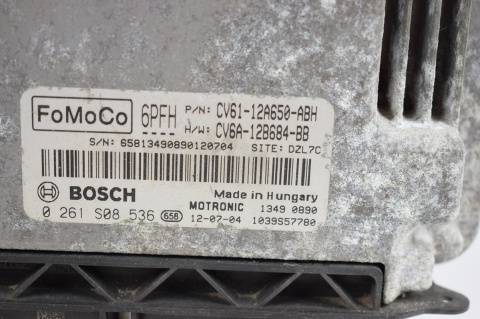 FoMoCo 6PFH P/N: CV61-12A650-ABH
H/W: CV6A-12B684-BB
S/N: 65813490890120704 SITE: DZL7C
BOSCH Made in Hungary
MOTRONIC 1349 0890
0 261 S08 536 658 12-07-04 1039S57780